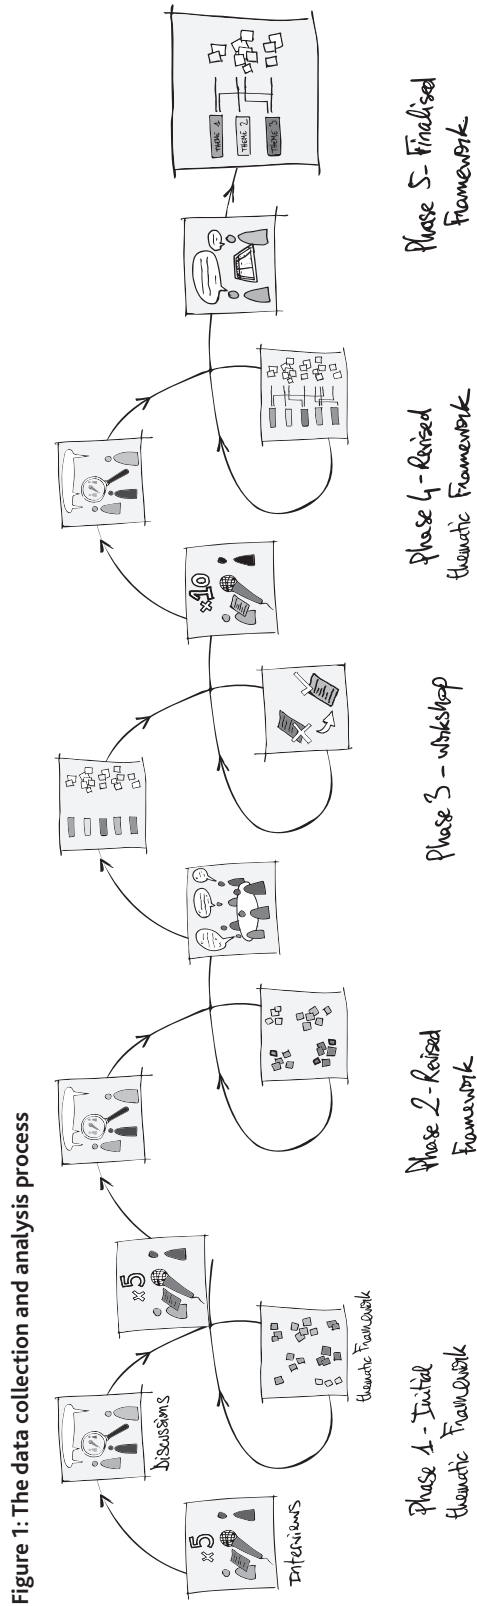 Figure 1: The data collection and analysis process
×5
Interviews
Discussions
thematic Framework
×5
×10
THEME 1
THEME 2
THEME 3
Phase 1 - Initial
thematic Framework
Phase 2 - Revised
Framework
Phase 3 - workshop
Phase 4 - Revised
thematic Framework
Phase 5 - Finalised
Framework